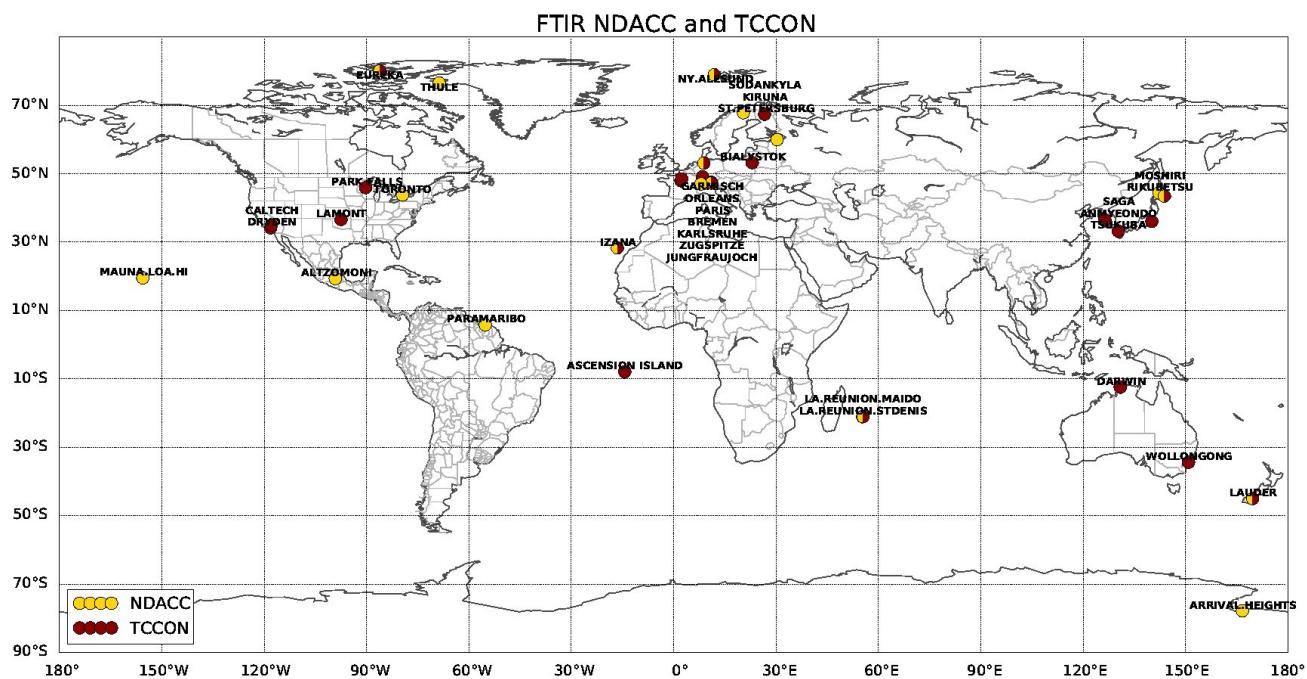 FTIR NDACC and TCCON
EUREKA
THULE
NY.ALESUND
SODANKYLA
KIRUNA
ST.PETERSBURG
70°N
BIALYSTOK
50°N
PARK FALLS
TORONTO
GARMISCH
ORLEANS
PARIS
BREMEN
KARLSRUHE
ZUGSPITZE
JUNGFRAUJOCH
MOSHIRI
RIKUBETSU
SAGA
ANMYEONDO
TSUKUBA
CALTECH
DRYDEN
LAMONT
30°N
IZANA
MAUNA.LOA.HI
ALTZOMONI
10°N
PARAMARIBO
ASCENSION ISLAND
10°S
DARWIN
LA.REUNION.MAIDO
LA.REUNION.STDENIS
30°S
WOLLONGONG
LAUDER
50°S
70°S
NDACC
TCCON
ARRIVAL.HEIGHTS
90°S
180° 150°W 120°W 90°W 60°W 30°W 0° 30°E 60°E 90°E 120°E 150°E 180°